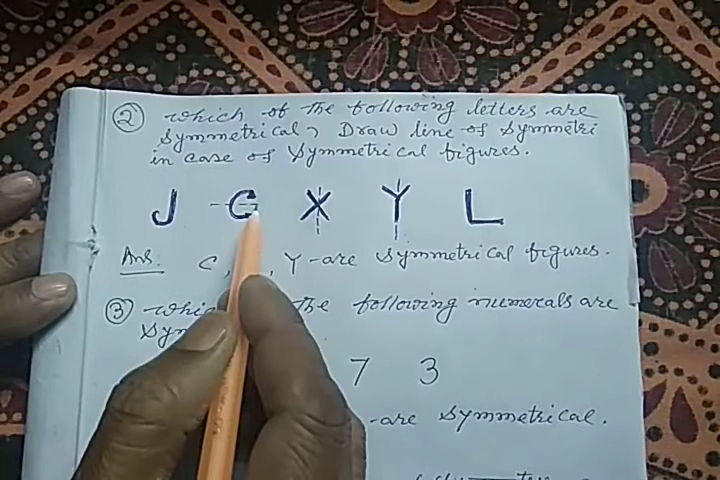 ② which of the following letters are
symmetrical? Draw line of symmetri
in case of symmetrical figures.
J C X Y L
Ans. C, , Y - are symmetrical figures.
③ the following numerals are
7 3
-are symmetrical.